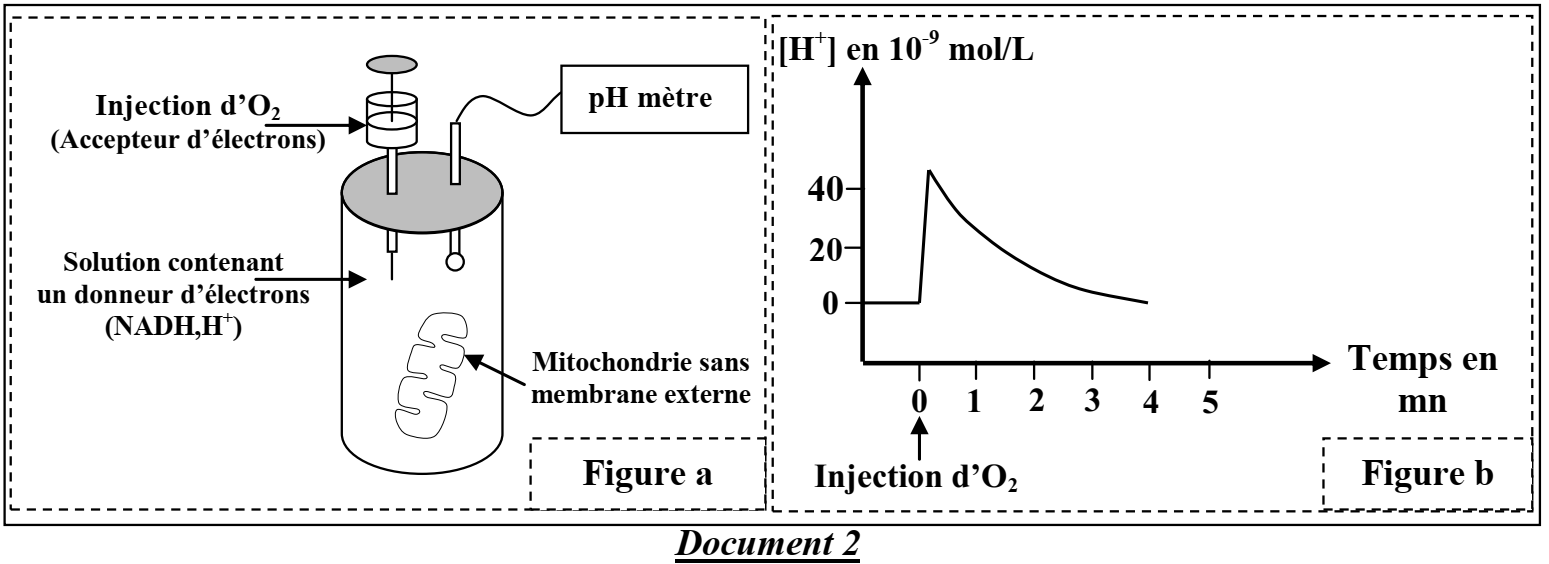 Injection d'O₂
(Accepteur d'électrons)
pH mètre
Solution contenant
un donneur d'électrons
(NADH,H⁺)
Mitochondrie sans
membrane externe
Figure a
[H⁺] en 10⁻⁹ mol/L
40
20
0
0 1 2 3 4 5
Temps en
mn
Injection d'O₂
Figure b
Document 2